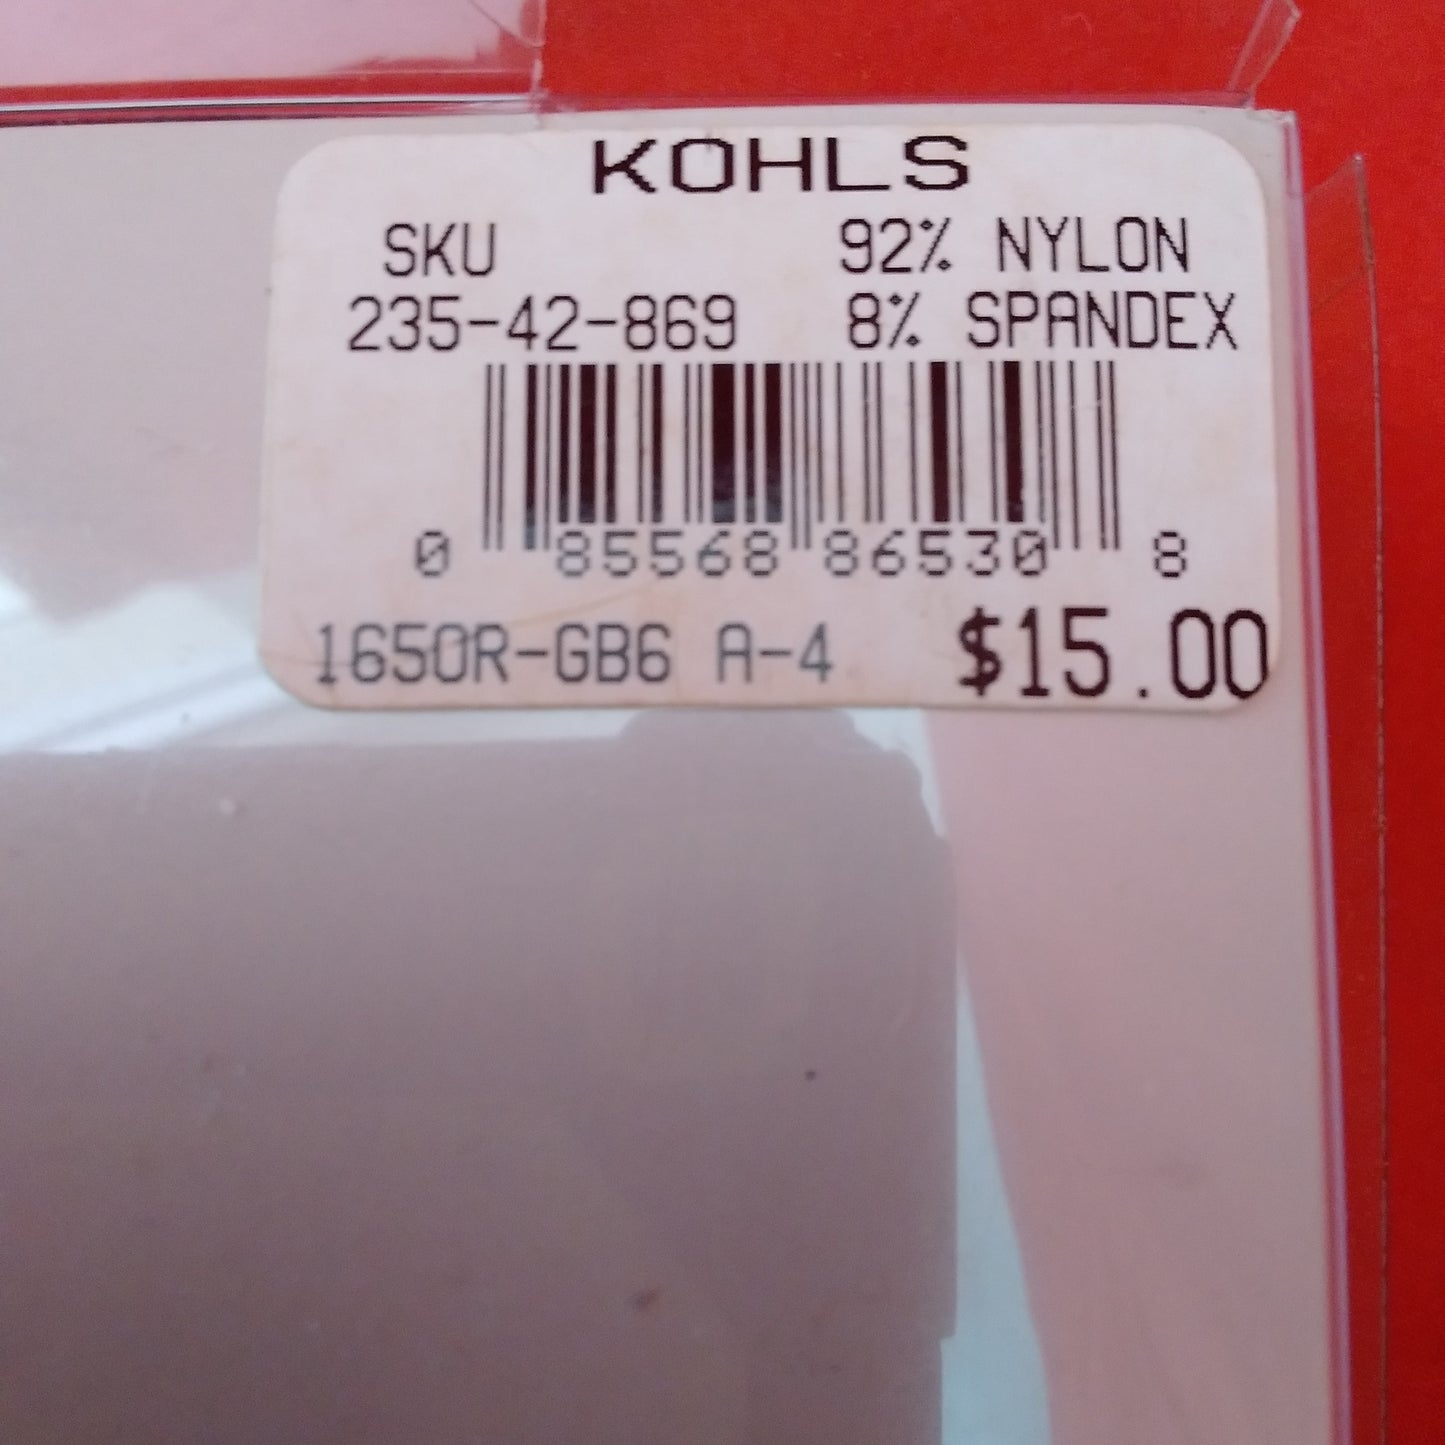 KOHLS
SKU 92% NYLON
235-42-869 8% SPANDEX
0 85568 86530 8
1650R-GB6 A-4 $15.00